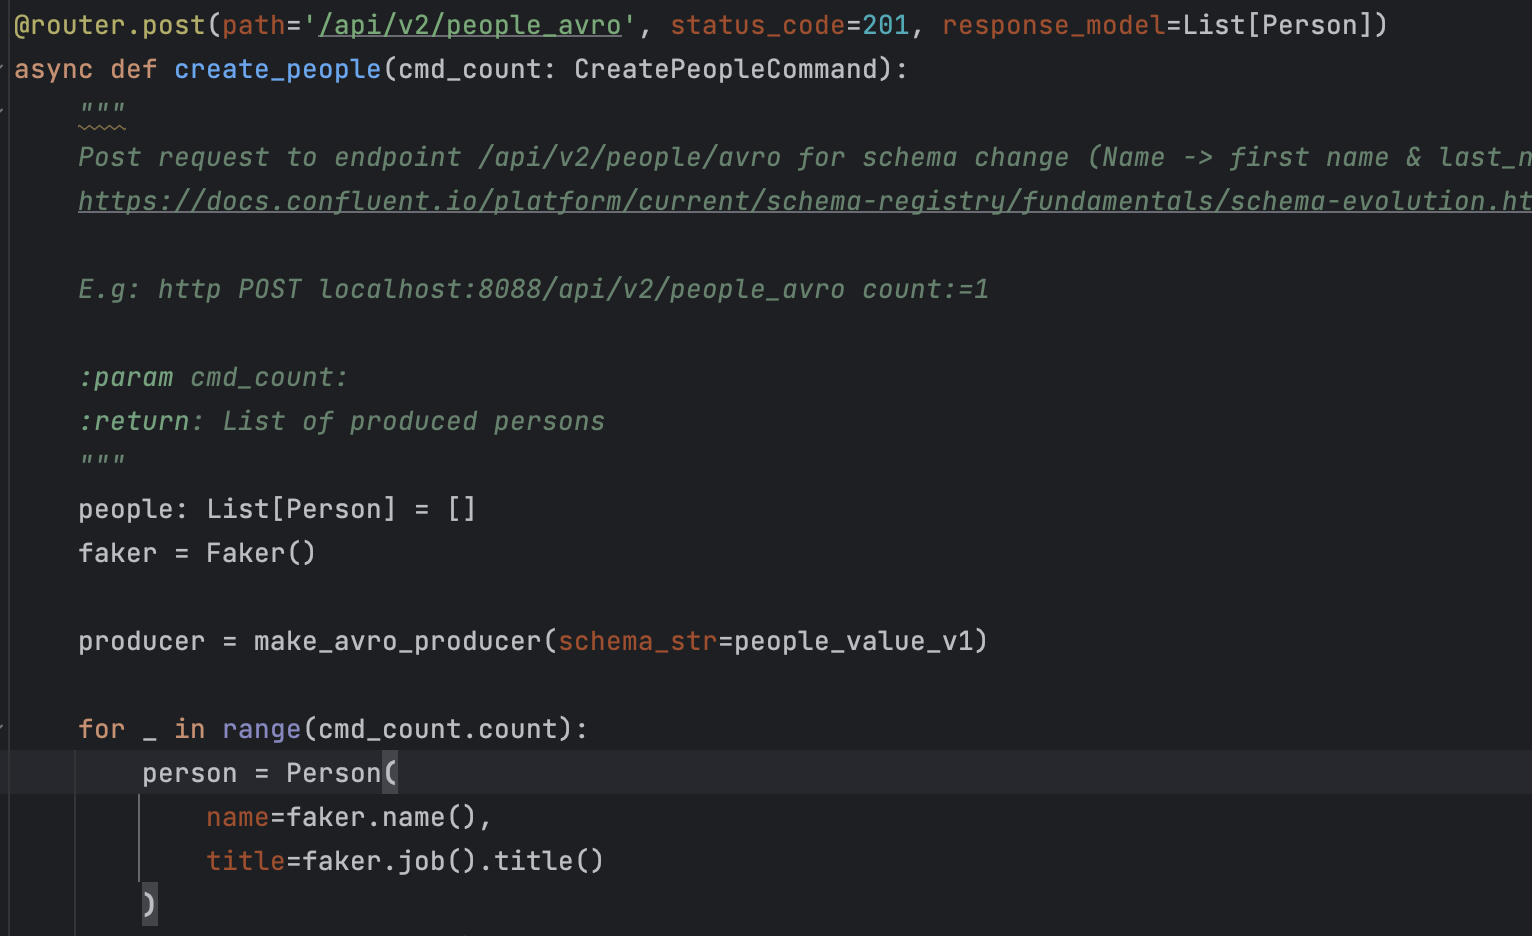 @router.post(path='/api/v2/people_avro', status_code=201, response_model=List[Person])
async def create_people(cmd_count: CreatePeopleCommand):
"""
Post request to endpoint /api/v2/people/avro for schema change (Name -> first name & last_n
https://docs.confluent.io/platform/current/schema-registry/fundamentals/schema-evolution.ht
E.g: http POST localhost:8088/api/v2/people_avro count:=1
:param cmd_count:
:return: List of produced persons
"""
people: List[Person] = []
faker = Faker()
producer = make_avro_producer(schema_str=people_value_v1)
for _ in range(cmd_count.count):
person = Person(
name=faker.name(),
title=faker.job().title()
)